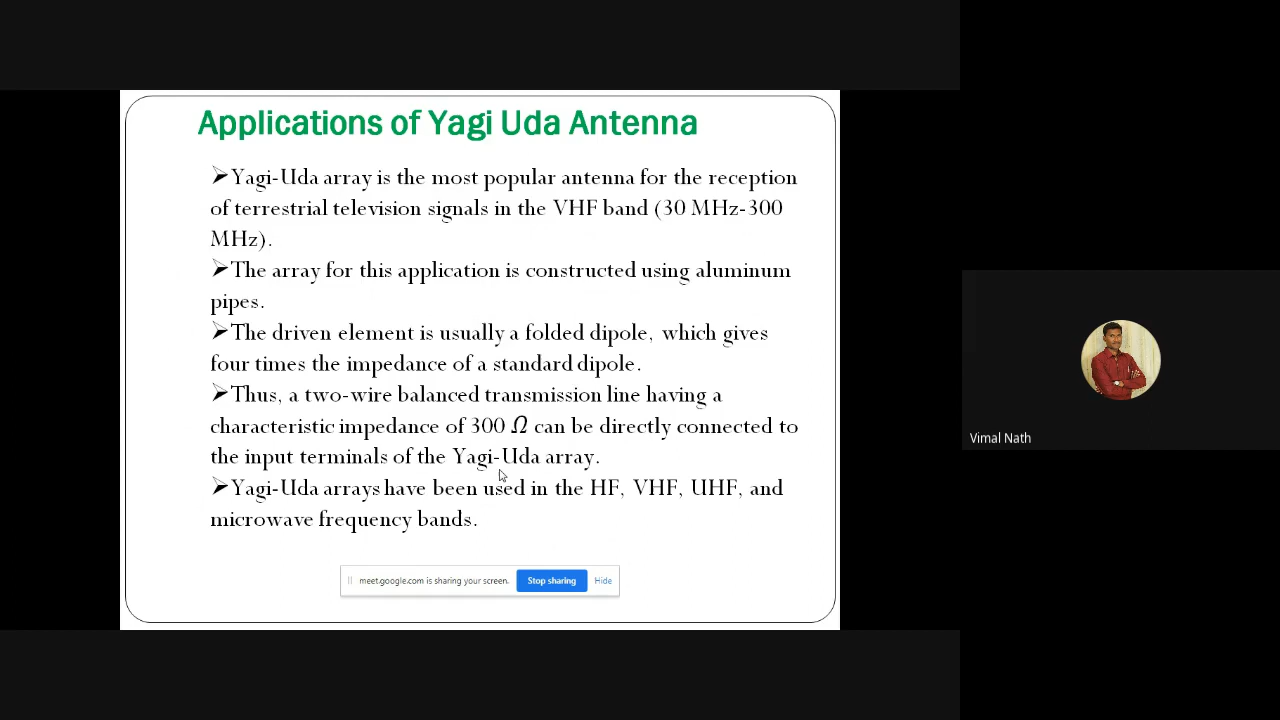 Applications of Yagi Uda Antenna
➢Yagi-Uda array is the most popular antenna for the reception
of terrestrial television signals in the VHF band (30 MHz-300
MHz).
➢The array for this application is constructed using aluminum
pipes.
➢The driven element is usually a folded dipole, which gives
four times the impedance of a standard dipole.
➢Thus, a two-wire balanced transmission line having a
characteristic impedance of 300 Ω can be directly connected to
the input terminals of the Yagi-Uda array.
➢Yagi-Uda arrays have been used in the HF, VHF, UHF, and
microwave frequency bands.
meet.google.com is sharing your screen. Stop sharing Hide
Vimal Nath